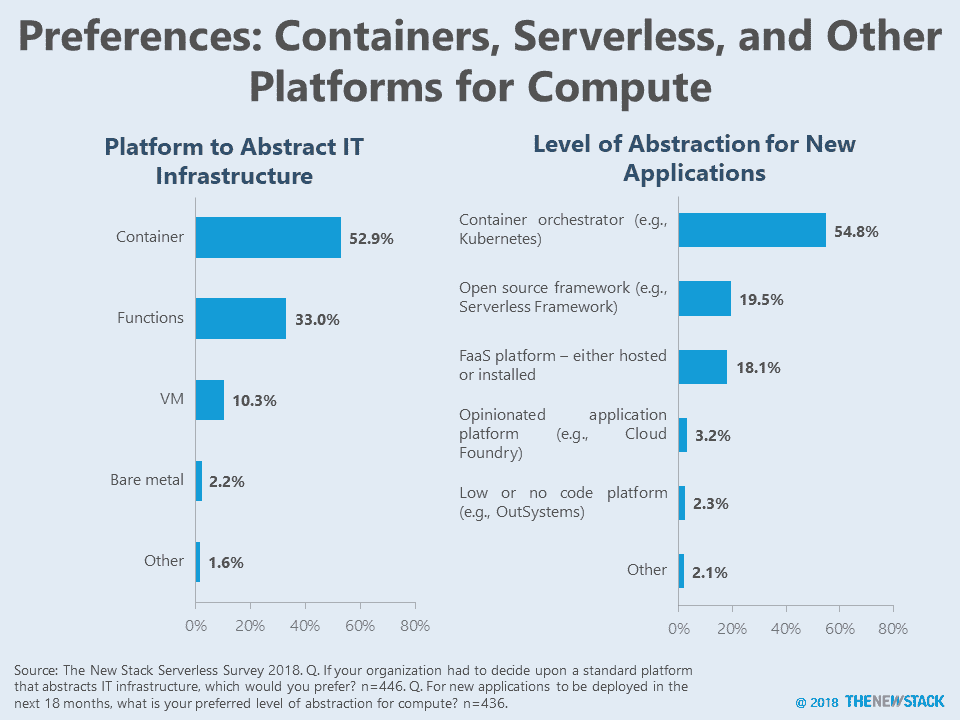 Preferences: Containers, Serverless, and Other
Platforms for Compute
Platform to Abstract IT
Infrastructure
Container
52.9%
Functions
33.0%
VM
10.3%
Bare metal
2.2%
Other
1.6%
0% 20% 40% 60% 80%
Level of Abstraction for New
Applications
Container orchestrator (e.g.,
Kubernetes)
54.8%
Open source framework (e.g.,
Serverless Framework)
19.5%
FaaS platform – either hosted
or installed
18.1%
Opinionated application
platform (e.g., Cloud
Foundry)
3.2%
Low or no code platform
(e.g., OutSystems)
2.3%
Other
2.1%
0% 20% 40% 60% 80%
Source: The New Stack Serverless Survey 2018. Q. If your organization had to decide upon a standard platform
that abstracts IT infrastructure, which would you prefer? n=446. Q. For new applications to be deployed in the
next 18 months, what is your preferred level of abstraction for compute? n=436.
@ 2018 THENEWSTACK